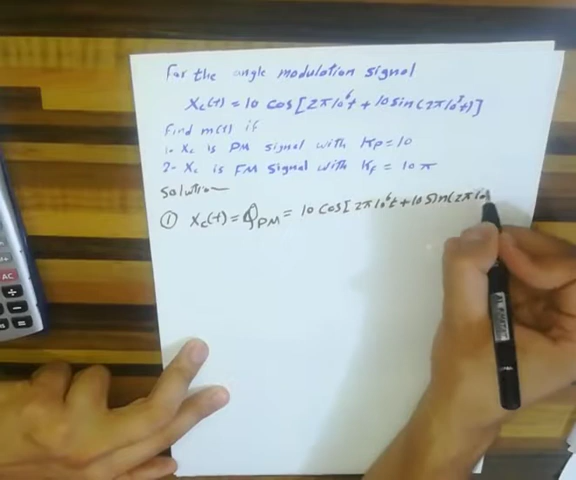 For the angle modulation signal
Xc(t) = 10 cos[2π10⁶t + 10 sin(2π10³t)]
Find m(t) if
1- Xc is PM signal with Kp = 10
2- Xc is FM signal with Kf = 10π
Solution
① Xc(t) = φPM = 10 cos[2π10⁶t + 10 sin(2π10
AC